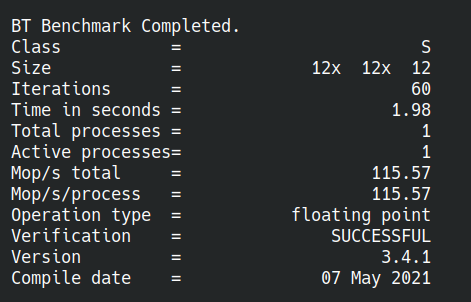 BT Benchmark Completed.
Class           =                        S
Size            =             12x  12x  12
Iterations      =                       60
Time in seconds =                     1.98
Total processes =                        1
Active processes=                        1
Mop/s total     =                   115.57
Mop/s/process   =                   115.57
Operation type  =           floating point
Verification    =               SUCCESSFUL
Version         =                    3.4.1
Compile date    =              07 May 2021